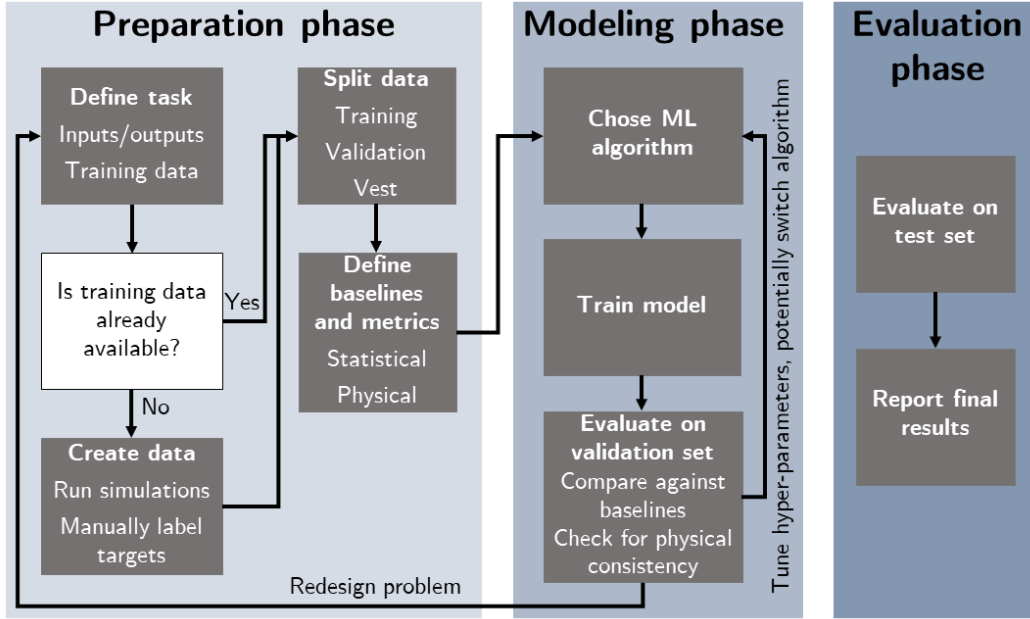 Preparation phase
Define task
Inputs/outputs
Training data
Is training data
already
available?
Yes
No
Create data
Run simulations
Manually label
targets
Split data
Training
Validation
Vest
Define
baselines
and metrics
Statistical
Physical
Redesign problem
Modeling phase
Chose ML
algorithm
Train model
Evaluate on
validation set
Compare against
baselines
Check for physical
consistency
Tune hyper-parameters, potentially switch algorithm
Evaluation
phase
Evaluate on
test set
Report final
results